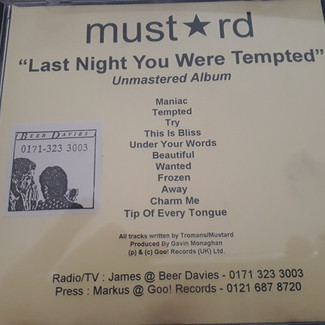 must★rd
“Last Night You Were Tempted”
Unmastered Album
Maniac
Tempted
Try
This Is Bliss
Under Your Words
Beautiful
Wanted
Frozen
Away
Charm Me
Tip Of Every Tongue
BEER DAVIES
0171-323 3003
All tracks written by Tromans/Mustard
Produced By Gavin Monaghan
(p) & (c) Goo! Records (UK) Ltd.
Radio/TV : James @ Beer Davies - 0171 323 3003
Press : Markus @ Goo! Records - 0121 687 8720